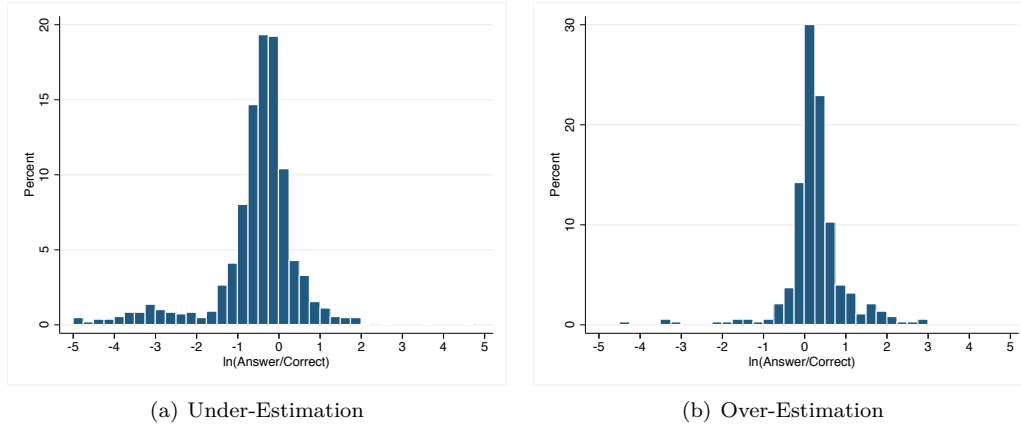 20
15
10
5
0
Percent
-5 -4 -3 -2 -1 0 1 2 3 4 5
ln(Answer/Correct)
(a) Under-Estimation
30
20
10
0
Percent
-5 -4 -3 -2 -1 0 1 2 3 4 5
ln(Answer/Correct)
(b) Over-Estimation